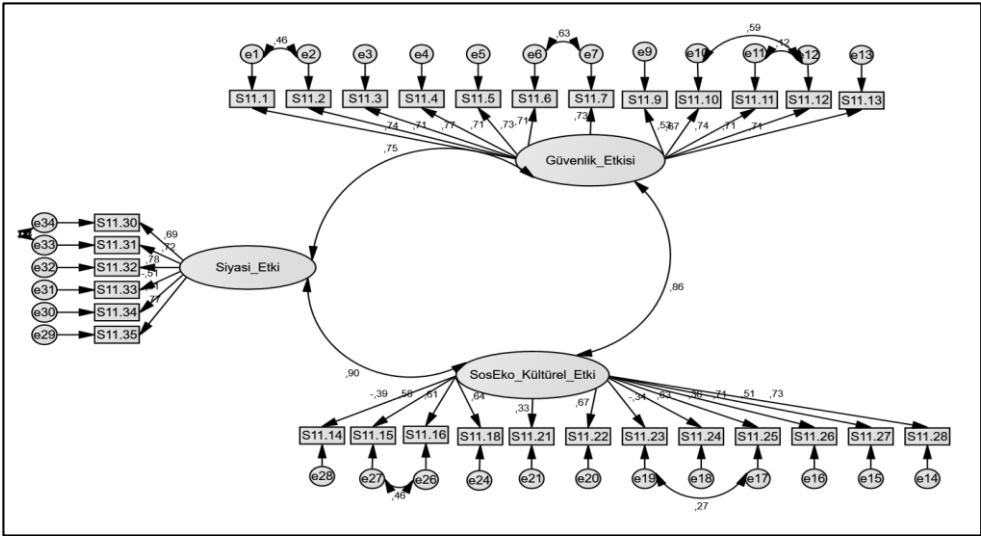 ,46 ,63 ,59 ,12
e1 e2 e3 e4 e5 e6 e7 e9 e10 e11 e12 e13
S11.1 S11.2 S11.3 S11.4 S11.5 S11.6 S11.7 S11.9 S11.10 S11.11 S11.12 S11.13
,74 ,71 ,77 ,71 ,73 ,71 ,73 ,53 ,67 ,74 ,71 ,71
,75
Güvenlik_Etkisi
e34 S11.30 ,69
e33 S11.31 ,72
e32 S11.32 ,78
Siyasi_Etki
e31 S11.33 -,51
e30 S11.34
e29 S11.35 ,77
,86
,90
SosEko_Kültürel_Etki
-,39 ,58 ,61 ,64 ,33 ,67 -,34 ,63 ,36 ,71 ,51 ,73
S11.14 S11.15 S11.16 S11.18 S11.21 S11.22 S11.23 S11.24 S11.25 S11.26 S11.27 S11.28
e28 e27 e26 e24 e21 e20 e19 e18 e17 e16 e15 e14
,46 ,27